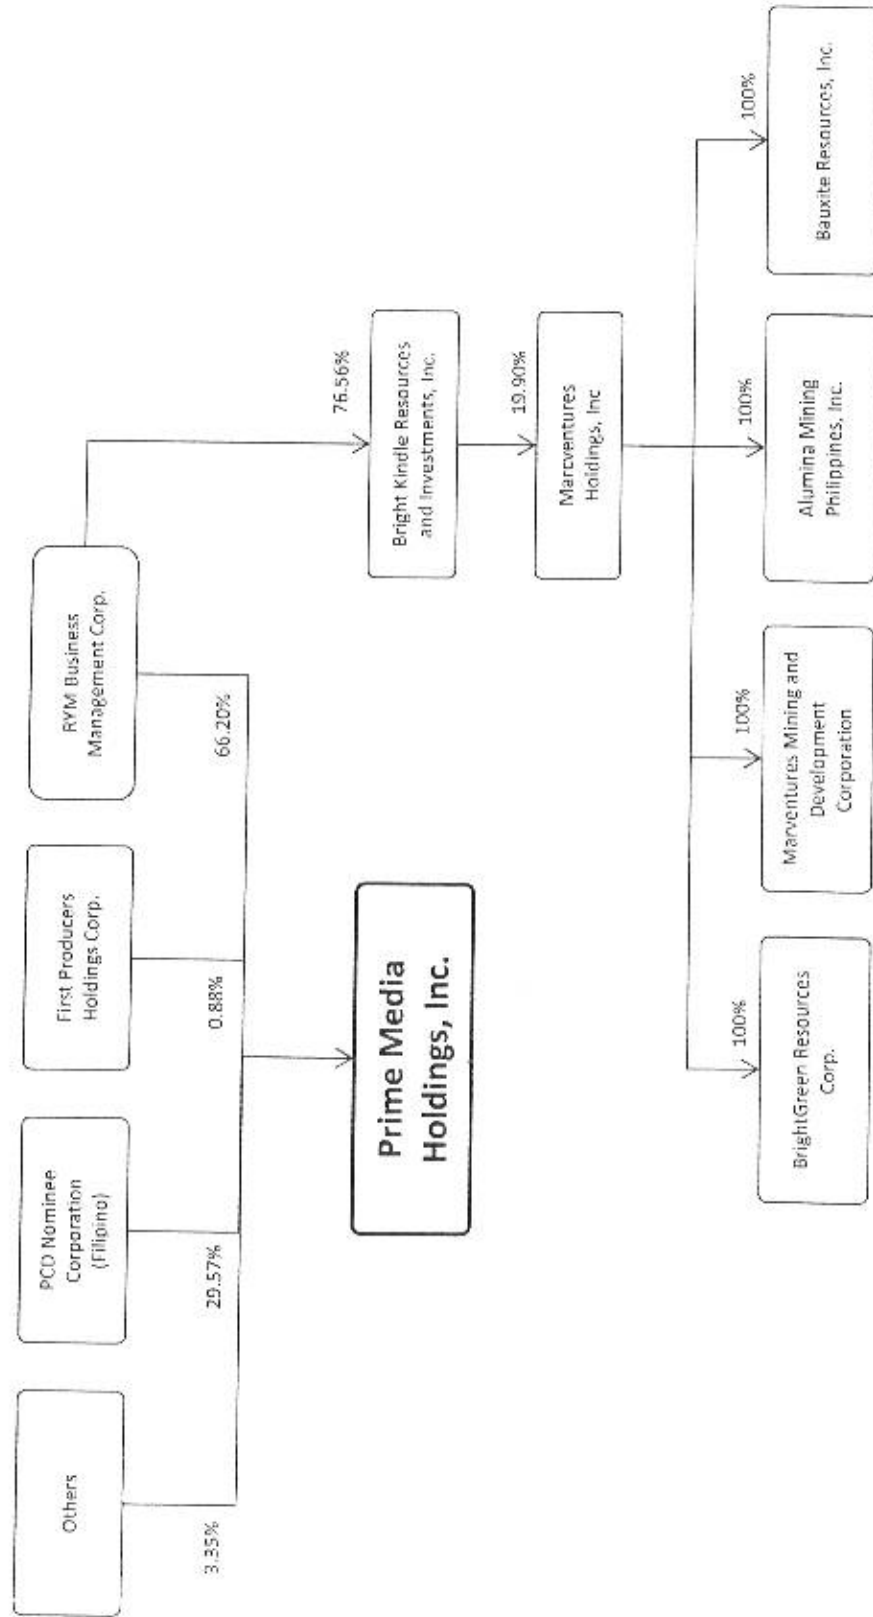 Others
PCD Nominee
Corporation
(Filipino)
First Producers
Holdings Corp.
RYM Business
Management Corp.
3.35%
29.57%
0.88%
66.20%
Prime Media
Holdings, Inc.
76.56%
Bright Kindle Resources
and Investments, Inc.
19.90%
Marcventures
Holdings, Inc
100%
100%
100%
100%
BrightGreen Resources
Corp.
Marventures Mining and
Development
Corporation
Alumina Mining
Philippines, Inc.
Bauxite Resources, Inc.